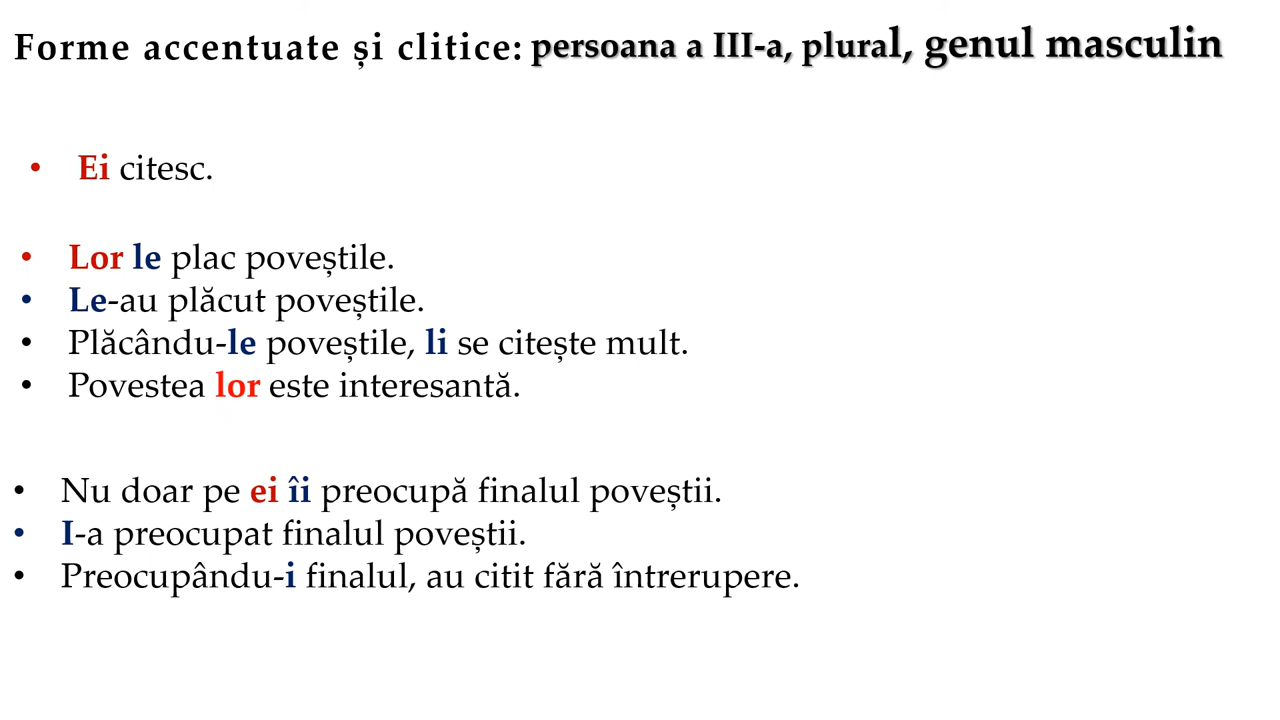 Forme accentuate și clitice: persoana a III-a, plural, genul masculin
• Ei citesc.
• Lor le plac poveștile.
• Le-au plăcut poveștile.
• Plăcându-le poveștile, li se citește mult.
• Povestea lor este interesantă.
• Nu doar pe ei îi preocupă finalul poveștii.
• I-a preocupat finalul poveștii.
• Preocupându-i finalul, au citit fără întrerupere.